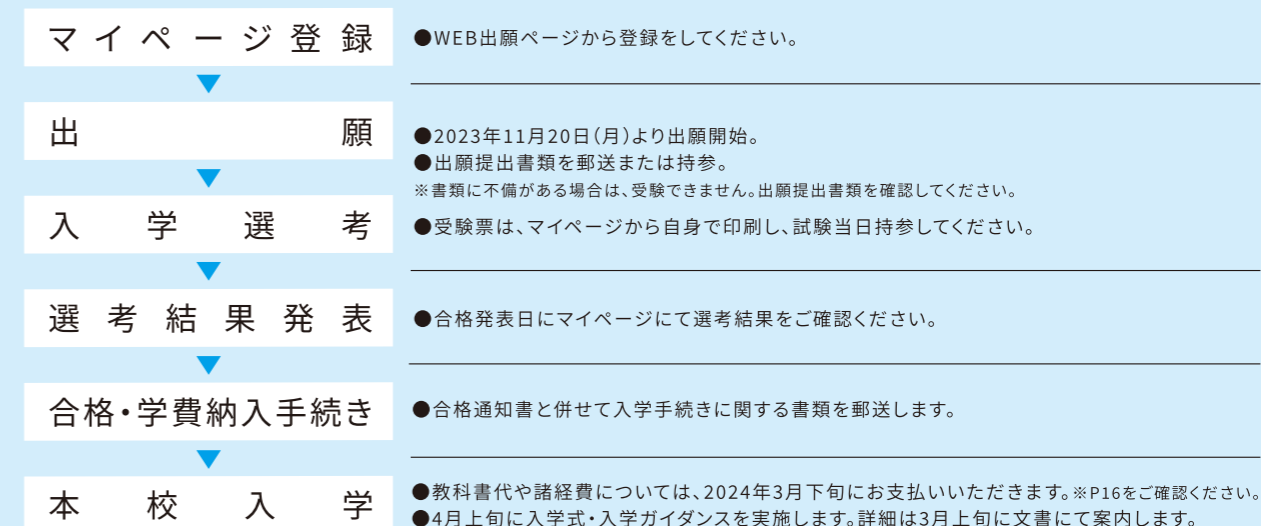 マイページ登録
●WEB出願ページから登録をしてください。
出願
●2023年11月20日(月)より出願開始。
●出願提出書類を郵送または持参。
※書類に不備がある場合は、受験できません。出願提出書類を確認してください。
入学選考
●受験票は、マイページから自身で印刷し、試験当日持参してください。
選考結果発表
●合格発表日にマイページにて選考結果をご確認ください。
合格・学費納入手続き
●合格通知書と併せて入学手続きに関する書類を郵送します。
本校入学
●教科書代や諸経費については、2024年3月下旬にお支払いいただきます。※P16をご確認ください。
●4月上旬に入学式・入学ガイダンスを実施します。詳細は3月上旬に文書にて案内します。